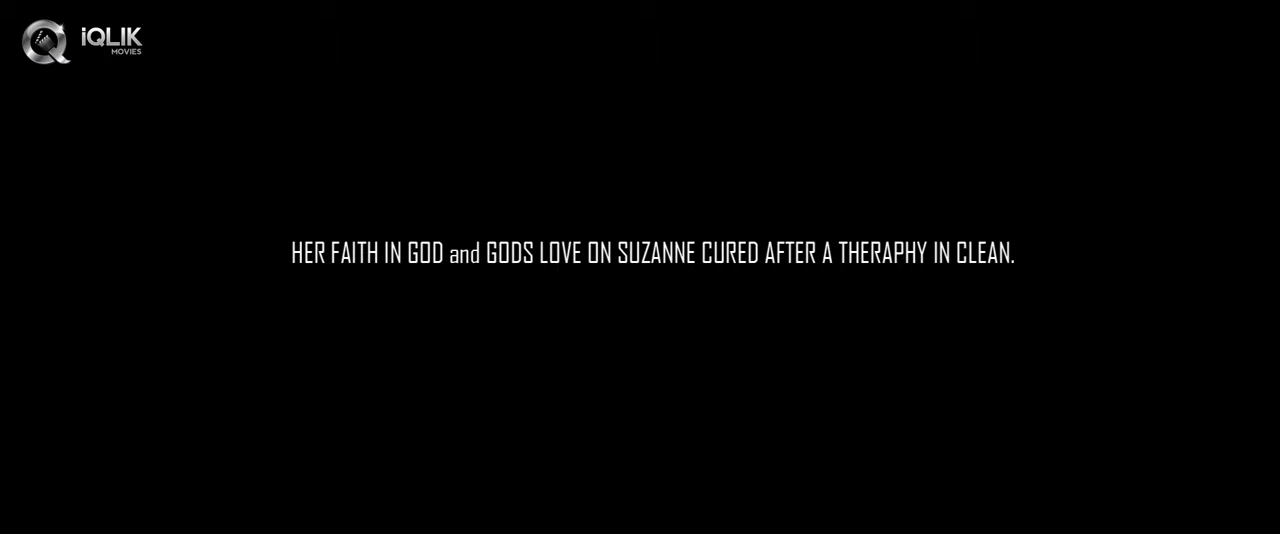 iQLIK
MOVIES
HER FAITH IN GOD and GODS LOVE ON SUZANNE CURED AFTER A THERAPHY IN CLEAN.